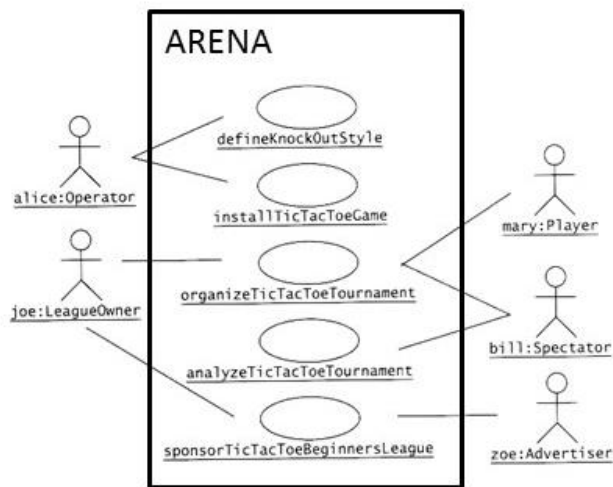 ARENA
defineKnockOutStyle
alice:Operator
installTicTacToeGame
mary:Player
joe:LeagueOwner
organizeTicTacToeTournament
bill:Spectator
analyzeTicTacToeTournament
sponsorTicTacToeBeginnersLeague
zoe:Advertiser